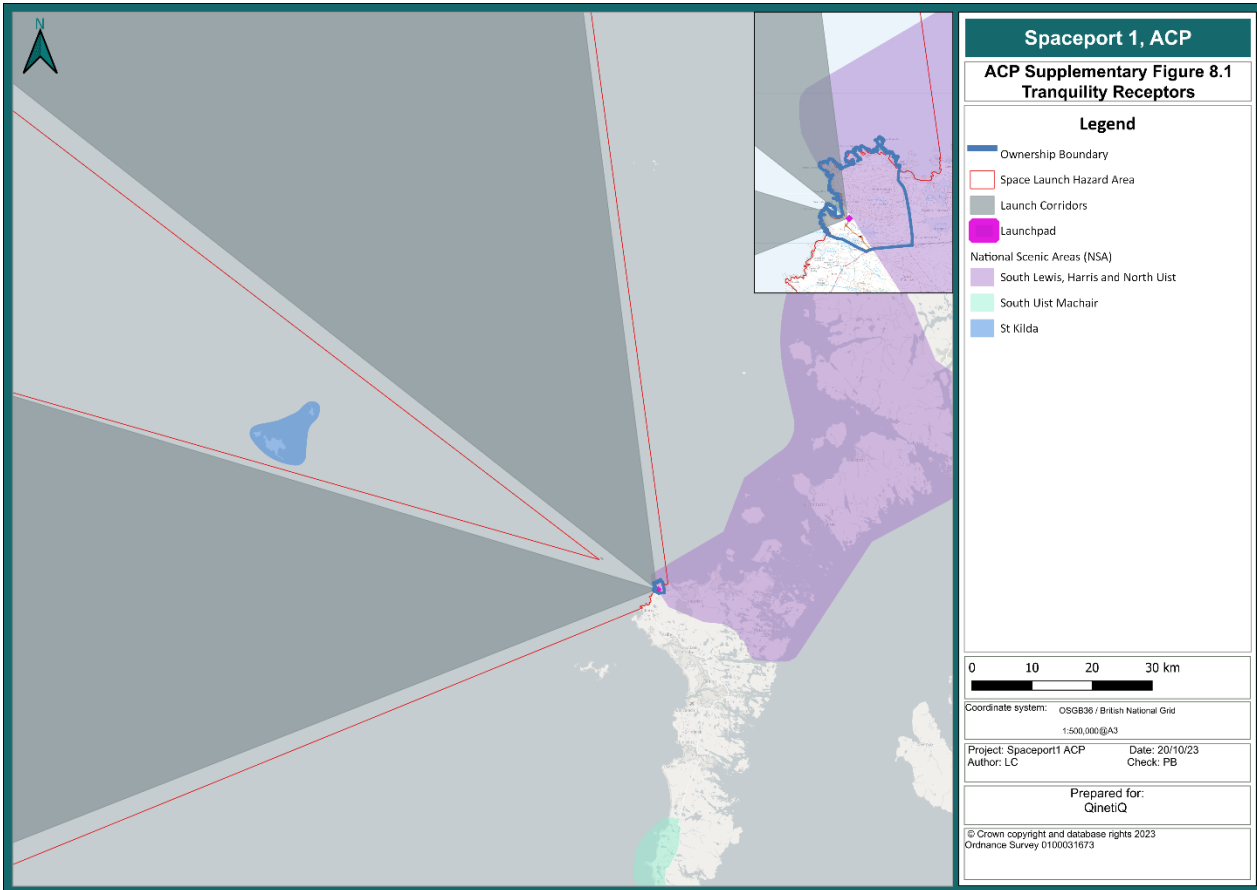 N
Spaceport 1, ACP
ACP Supplementary Figure 8.1
Tranquility Receptors
Legend
Ownership Boundary
Space Launch Hazard Area
Launch Corridors
Launchpad
National Scenic Areas (NSA)
South Lewis, Harris and North Uist
South Uist Machair
St Kilda
0 10 20 30 km
Coordinate system: OSGB36 / British National Grid
1:500,000@A3
Project: Spaceport1 ACP Date: 20/10/23
Author: LC Check: PB
Prepared for:
QinetiQ
© Crown copyright and database rights 2023
Ordnance Survey 0100031673